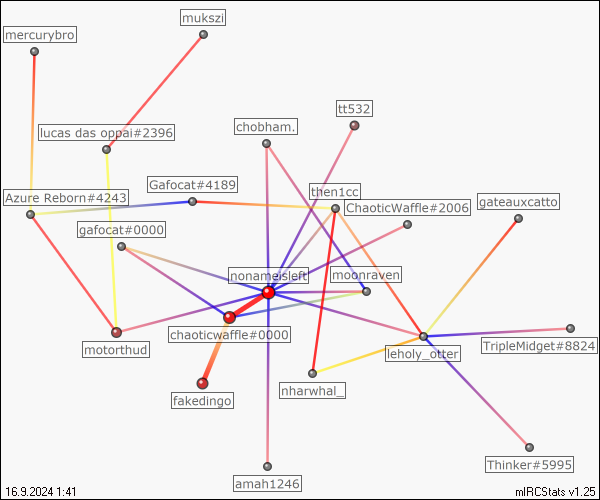 mukszi
mercurybro
tt532
chobham.
lucas das oppai#2396
Gafocat#4189
then1cc
Azure Reborn#4243
gateauxcatto
ChaoticWaffle#2006
gafocat#0000
nonameisleft
moonraven
chaoticwaffle#0000
motorthud
leholy_otter
TripleMidget#8824
nharwhal_
fakedingo
Thinker#5995
amah1246
16.9.2024 1:41
mIRCStats v1.25